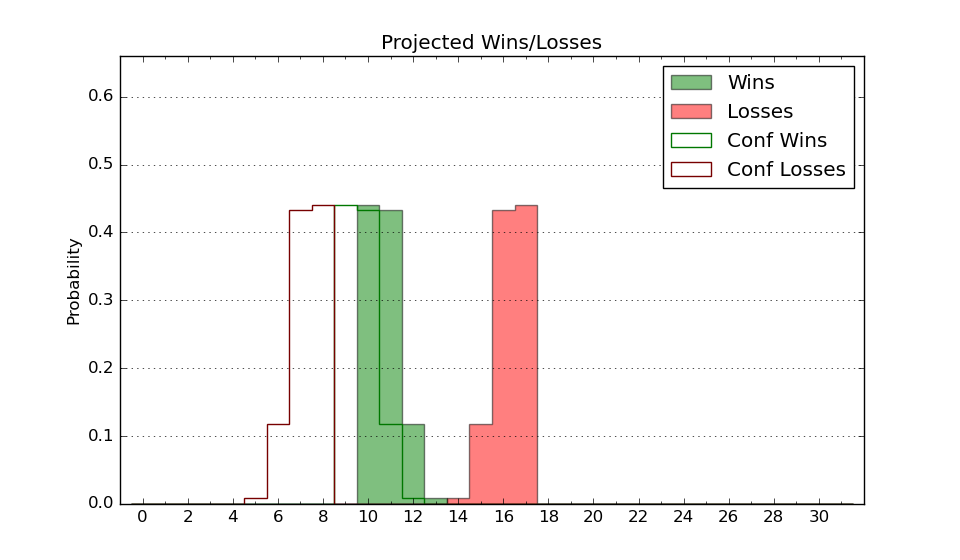 Projected Wins/Losses
Wins
Losses
Conf Wins
Conf Losses
Probability
0.6
0.5
0.4
0.3
0.2
0.1
0.0
0 2 4 6 8 10 12 14 16 18 20 22 24 26 28 30